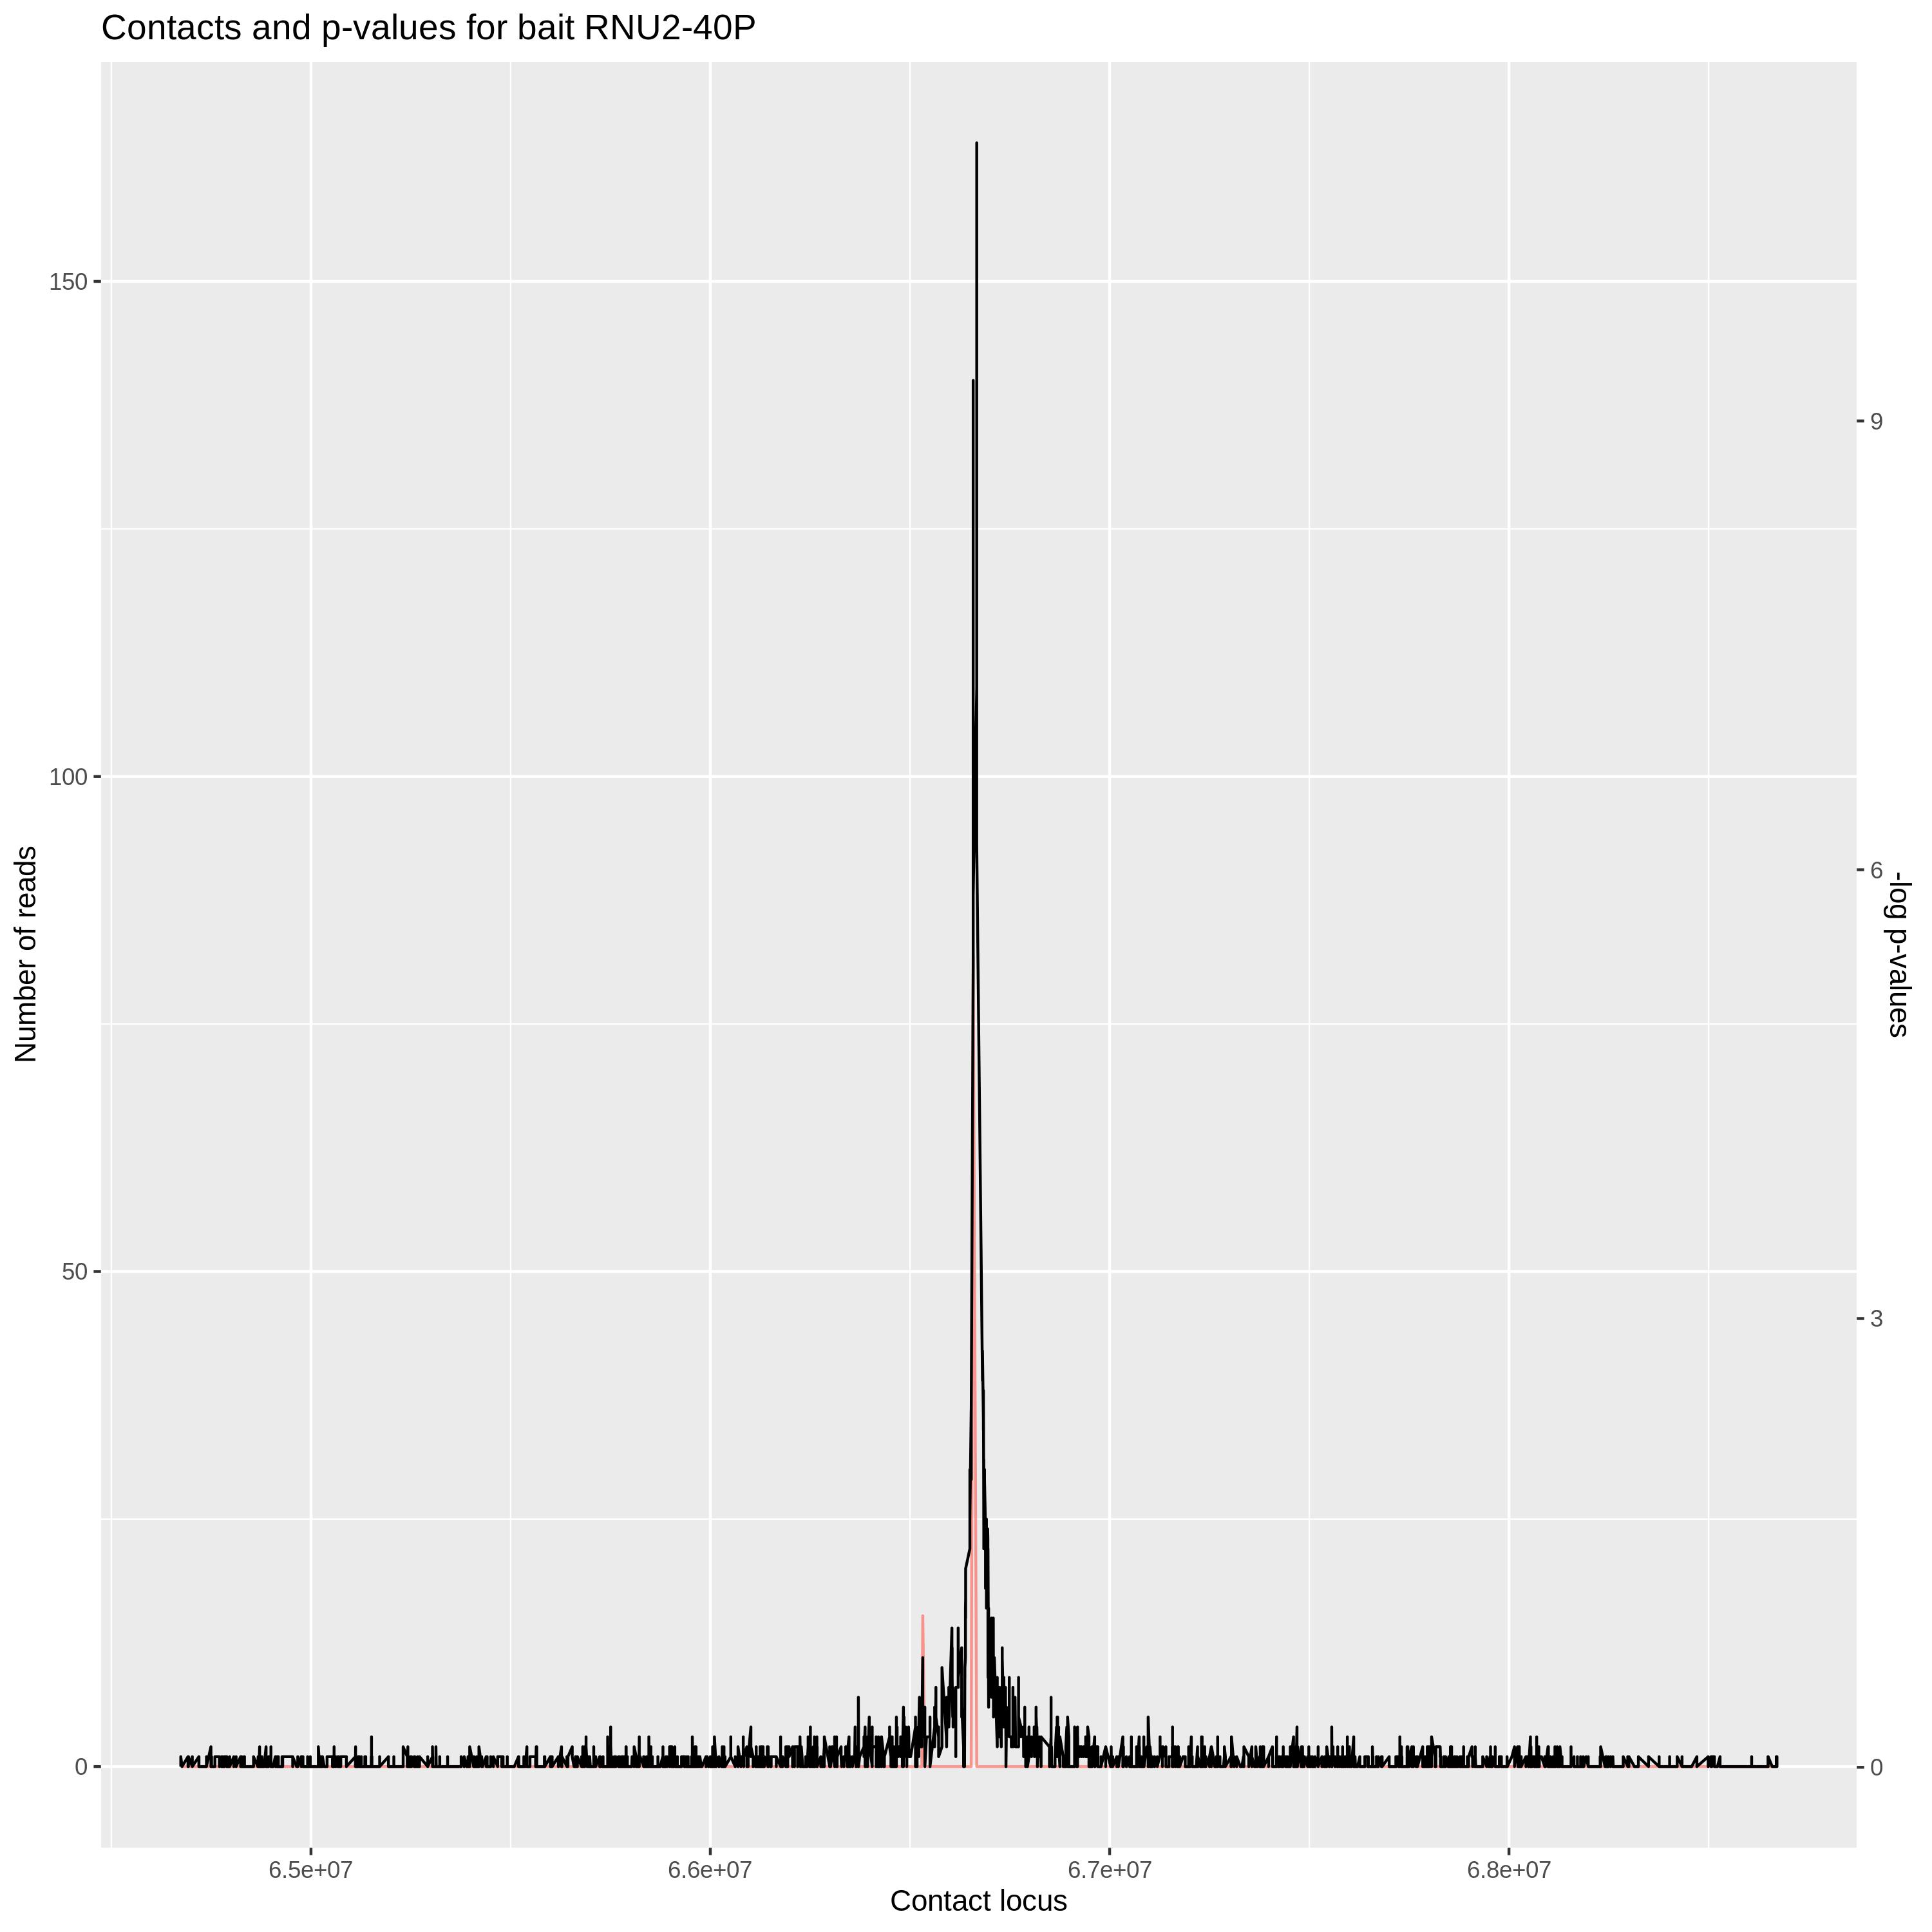 Contacts and p-values for bait RNU2-40P
150
100
50
0
Number of reads
9
6
3
0
-log p-values
6.5e+07 6.6e+07 6.7e+07 6.8e+07
Contact locus